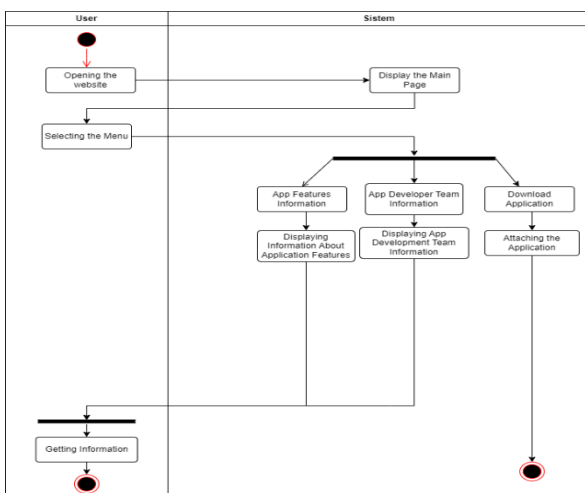 User
Sistem
Opening the
website
Display the Main
Page
Selecting the Menu
App Features
Information
App Developer Team
Information
Download
Application
Displaying
Information About
Application Features
Displaying App
Development Team
Information
Attaching the
Application
Getting Information